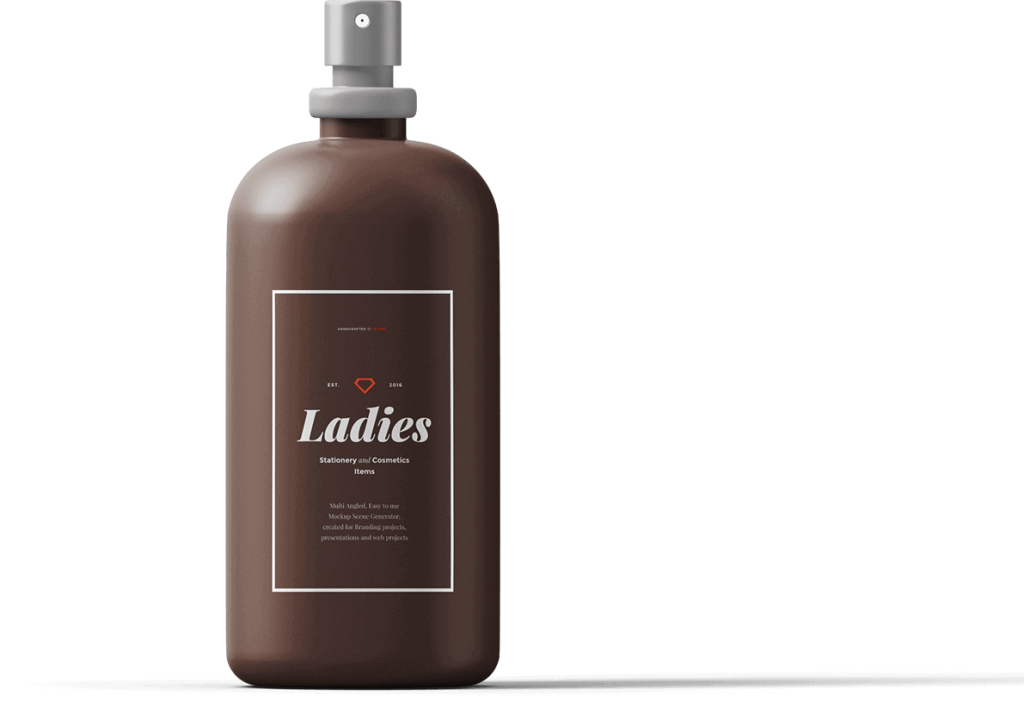 HANDCRAFTED
EST. 2016
Ladies
Stationery and Cosmetics
Items
Multi Angled, Easy to use
Mockup Scene Generator,
created for Branding projects,
presentations and web projects